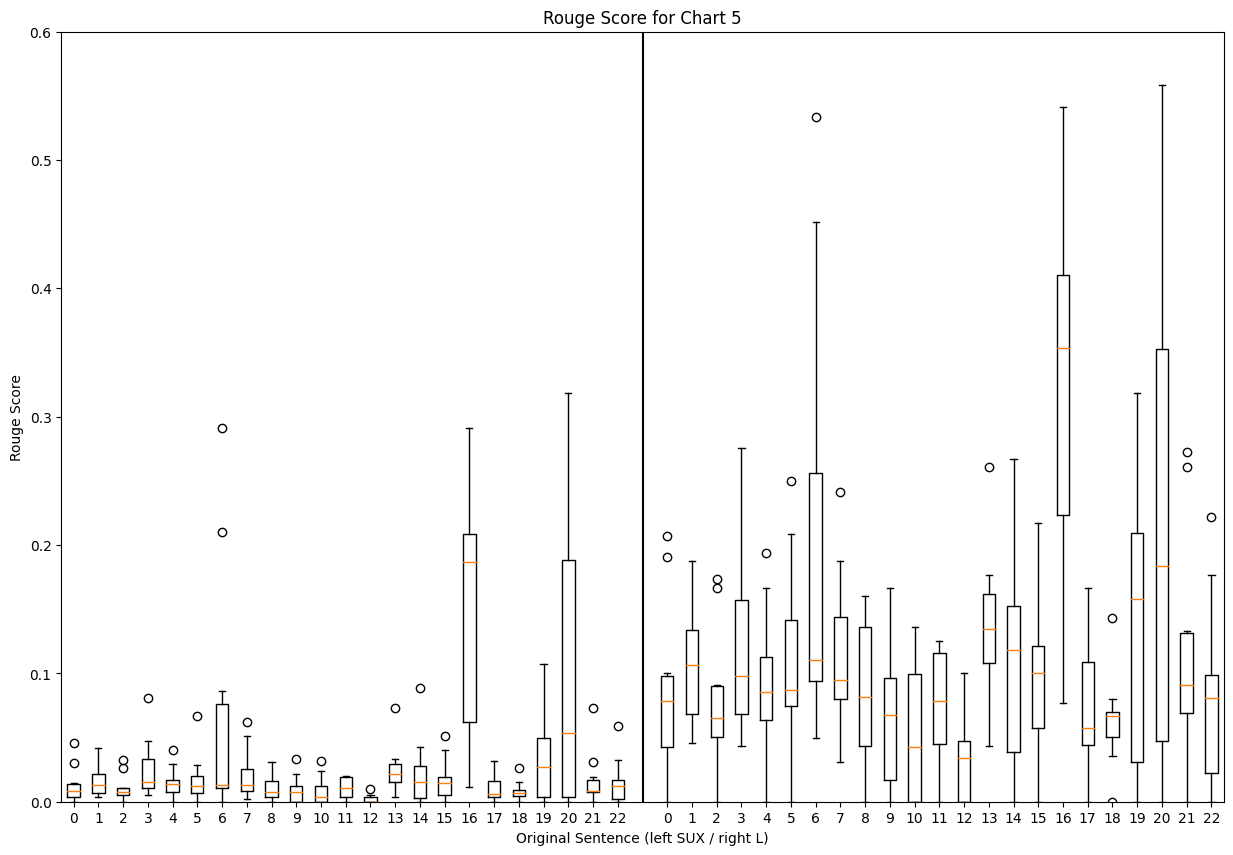 Rouge Score for Chart 5
0.6
0.5
0.4
0.3
0.2
0.1
0.0
Rouge Score
0 1 2 3 4 5 6 7 8 9 10 11 12 13 14 15 16 17 18 19 20 21 22 0 1 2 3 4 5 6 7 8 9 10 11 12 13 14 15 16 17 18 19 20 21 22
Original Sentence (left SUX / right L)